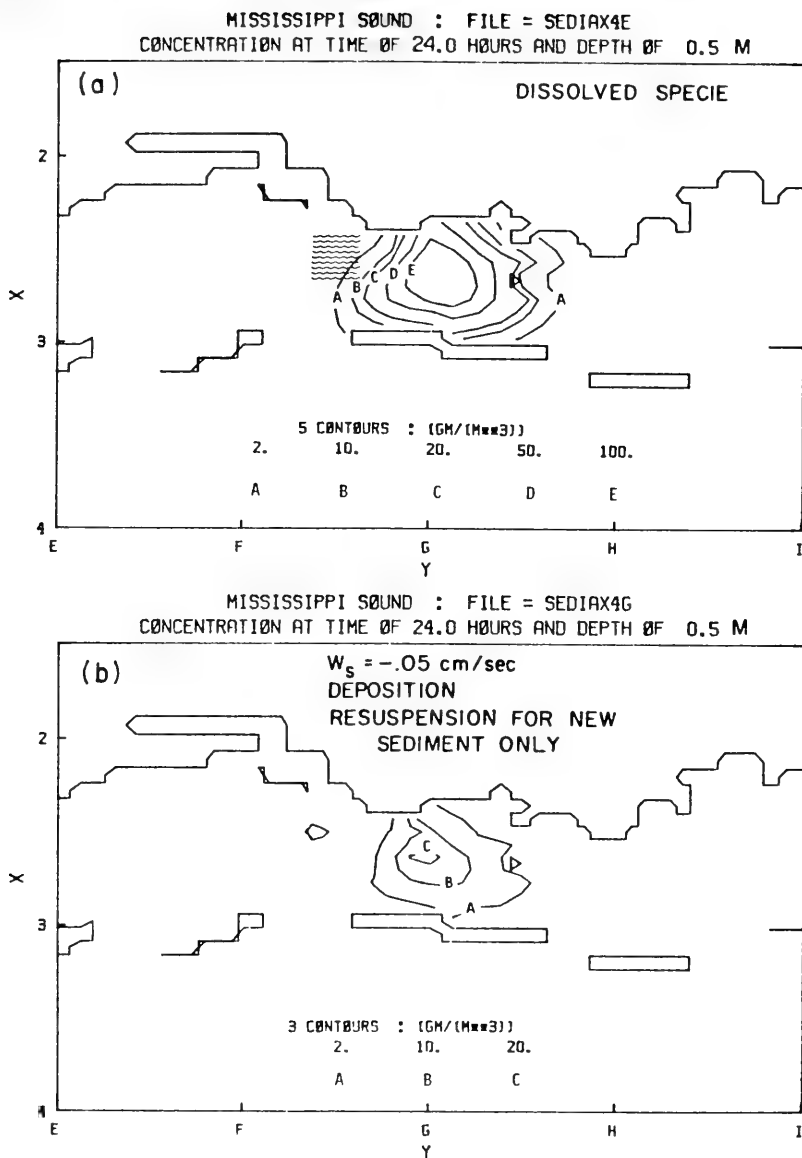 MISSISSIPPI SØUND : FILE = SEDIAX4E
CØNCENTRATIØN AT TIME ØF 24.0 HØURS AND DEPTH ØF 0.5 M
(a)
DISSOLVED SPECIE
2
X
3
4
A B C D E
A
5 CØNTØURS : (GM/(M**3))
2. 10. 20. 50. 100.
A B C D E
E F G H I
Y
MISSISSIPPI SØUND : FILE = SEDIAX4G
CØNCENTRATIØN AT TIME ØF 24.0 HØURS AND DEPTH ØF 0.5 M
(b)
Ws = -.05 cm/sec
DEPOSITION
RESUSPENSION FOR NEW
SEDIMENT ONLY
2
X
3
4
C
B
A
3 CØNTØURS : (GM/(M**3))
2. 10. 20.
A B C
E F G H I
Y